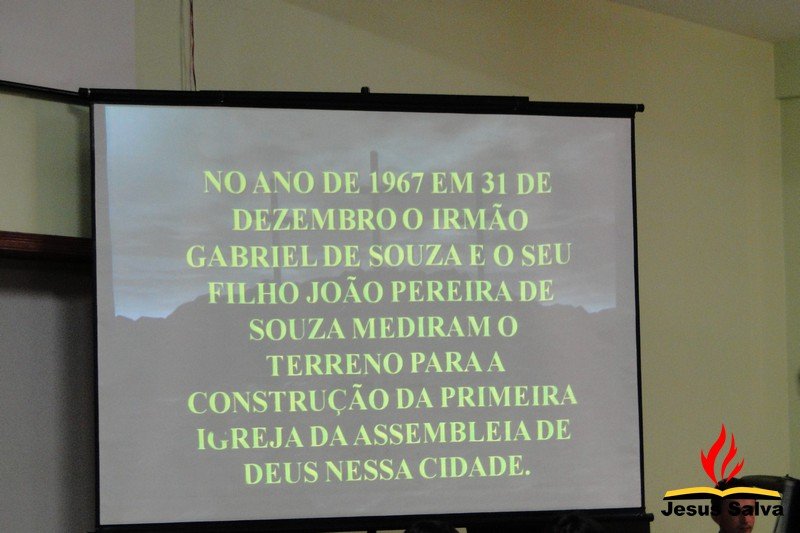 NO ANO DE 1967 EM 31 DE
DEZEMBRO O IRMÃO
GABRIEL DE SOUZA E O SEU
FILHO JOÃO PEREIRA DE
SOUZA MEDIRAM O
TERRENO PARA A
CONSTRUÇÃO DA PRIMEIRA
IGREJA DA ASSEMBLEIA DE
DEUS NESSA CIDADE.
Jesus Salva